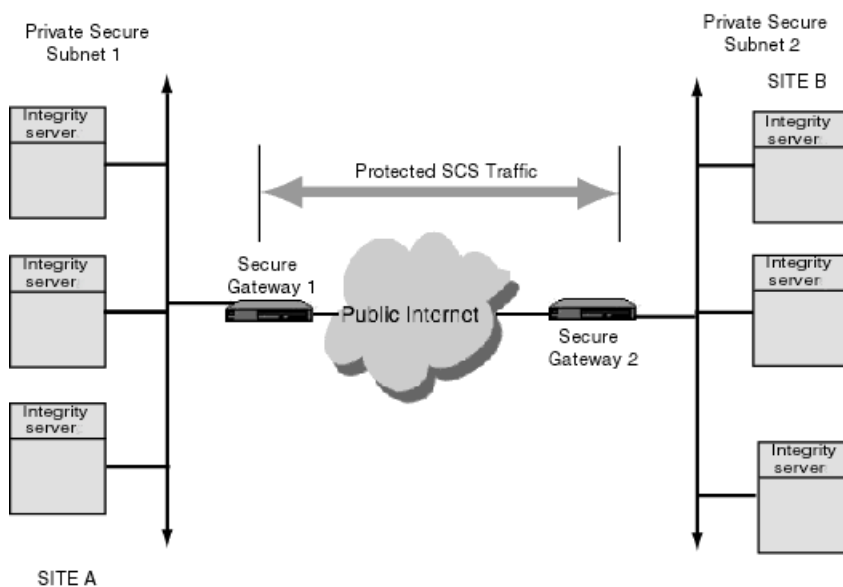 Private Secure
Subnet 1
Private Secure
Subnet 2
SITE B
Integrity
server
Integrity
server
Protected SCS Traffic
Integrity
server
Secure
Gateway 1
Public Internet
Integrity
server
Secure
Gateway 2
Integrity
server
Integrity
server
SITE A